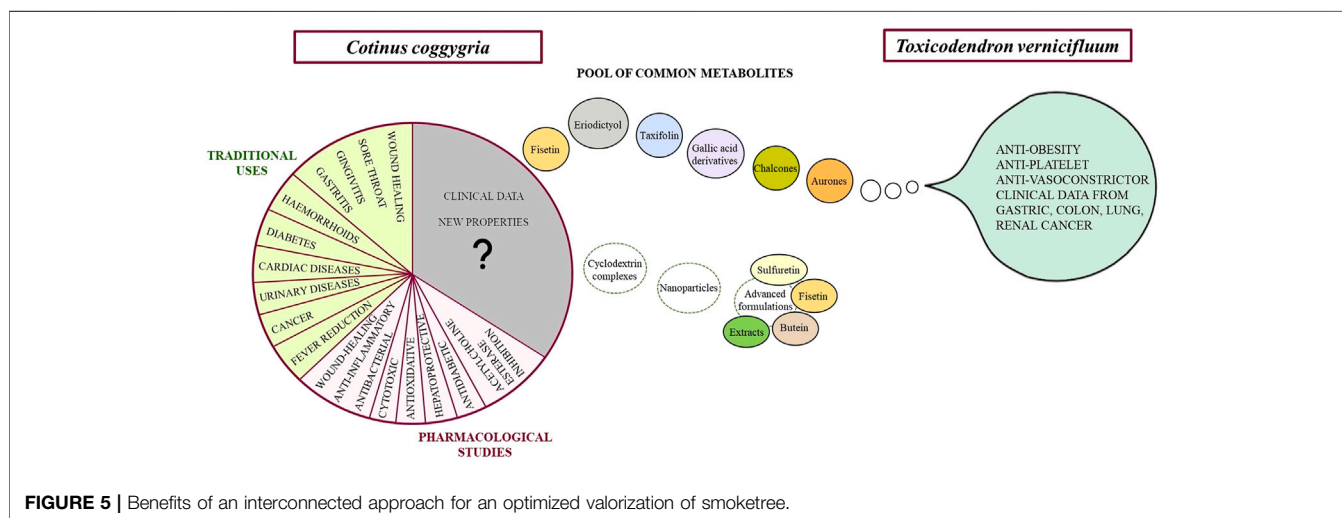 Cotinus coggygria
Toxicodendron vernicifluum
POOL OF COMMON METABOLITES
TRADITIONAL
USES
WOUND HEALING
SORE THROAT
GINGIVITIS
GASTRITIS
HAEMORRHOIDS
DIABETES
CARDIAC DISEASES
URINARY DISEASES
CANCER
FEVER REDUCTION
WOUND-HEALING
ANTI-INFLAMMATORY
ANTIBACTERIAL
CYTOTOXIC
ANTIOXIDATIVE
HEPATOPROTECTIVE
ANTIDIABETIC
ACETYLCHOLINE
ESTERASE
INHIBITION
PHARMACOLOGICAL
STUDIES
CLINICAL DATA
NEW PROPERTIES
?
Fisetin
Eriodictyol
Taxifolin
Gallic acid
derivatives
Chalcones
Aurones
Cyclodextrin
complexes
Nanoparticles
Sulfuretin
Advanced
formulations
Fisetin
Butein
Extracts
ANTI-OBESITY
ANTI-PLATELET
ANTI-VASOCONSTRICTOR
CLINICAL DATA FROM
GASTRIC, COLON, LUNG,
RENAL CANCER
FIGURE 5 | Benefits of an interconnected approach for an optimized valorization of smoketree.